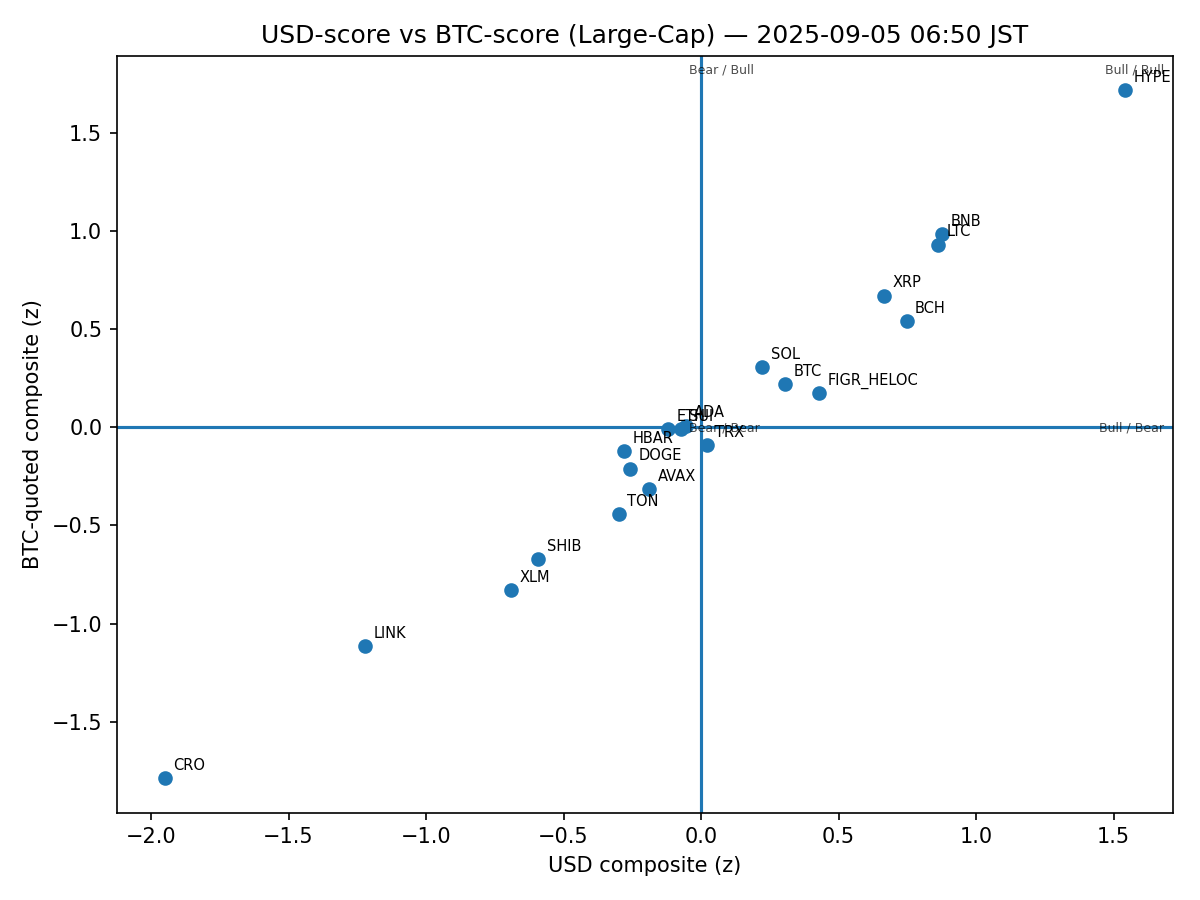 USD-score vs BTC-score (Large-Cap) — 2025-09-05 06:50 JST
Bear / Bull
Bull / Bull
HYPE
1.5
BNB
LTC
1.0
XRP
BCH
0.5
SOL
BTC
FIGR_HELOC
ETH
SUI
ADA
0.0
Bear / Bear
TRX
Bull / Bear
HBAR
DOGE
AVAX
TON
−0.5
SHIB
XLM
−1.0
LINK
−1.5
CRO
−2.0 −1.5 −1.0 −0.5 0.0 0.5 1.0 1.5
USD composite (z)
BTC-quoted composite (z)